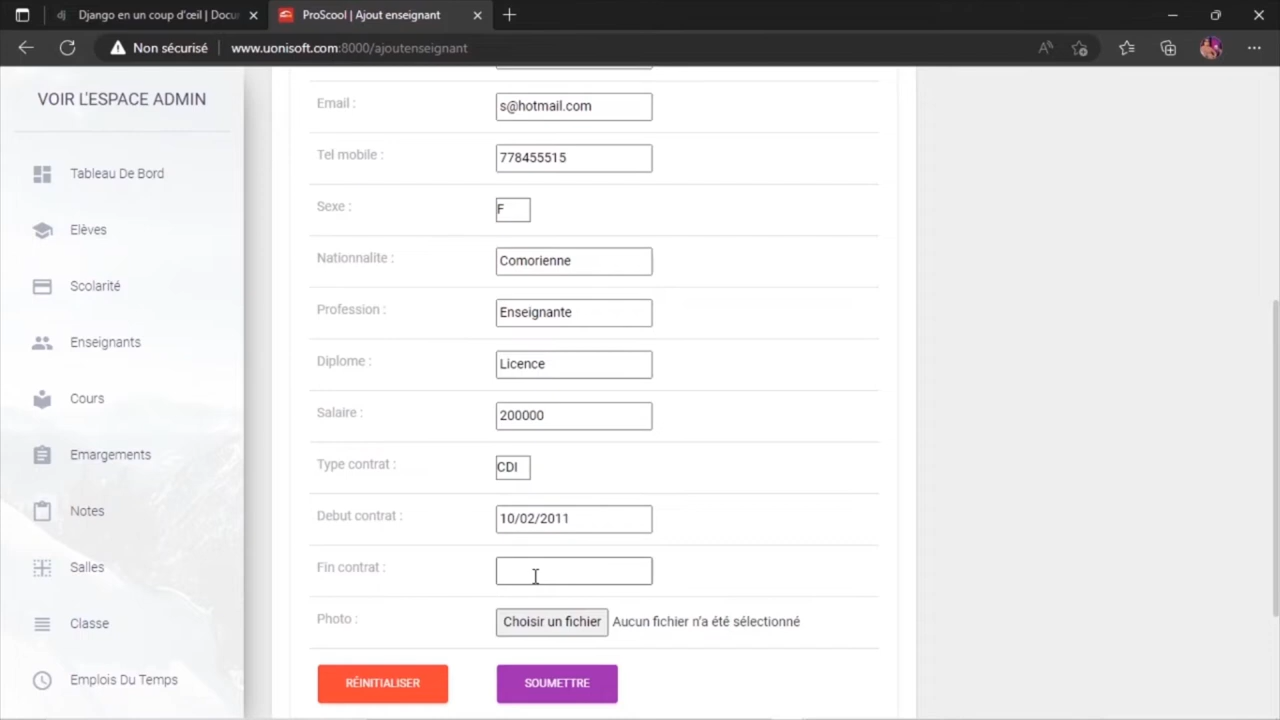 Django en un coup d'œil | Docu
ProScool | Ajout enseignant
Non sécurisé
www.uonisoft.com:8000/ajoutenseignant
VOIR L'ESPACE ADMIN
Tableau De Bord
Elèves
Scolarité
Enseignants
Cours
Emargements
Notes
Salles
Classe
Emplois Du Temps
Email : s@hotmail.com
Tel mobile : 778455515
Sexe : F
Nationnalite : Comorienne
Profession : Enseignante
Diplome : Licence
Salaire : 200000
Type contrat : CDI
Debut contrat : 10/02/2011
Fin contrat :
Photo : Choisir un fichier Aucun fichier n'a été sélectionné
RÉINITIALISER SOUMETTRE